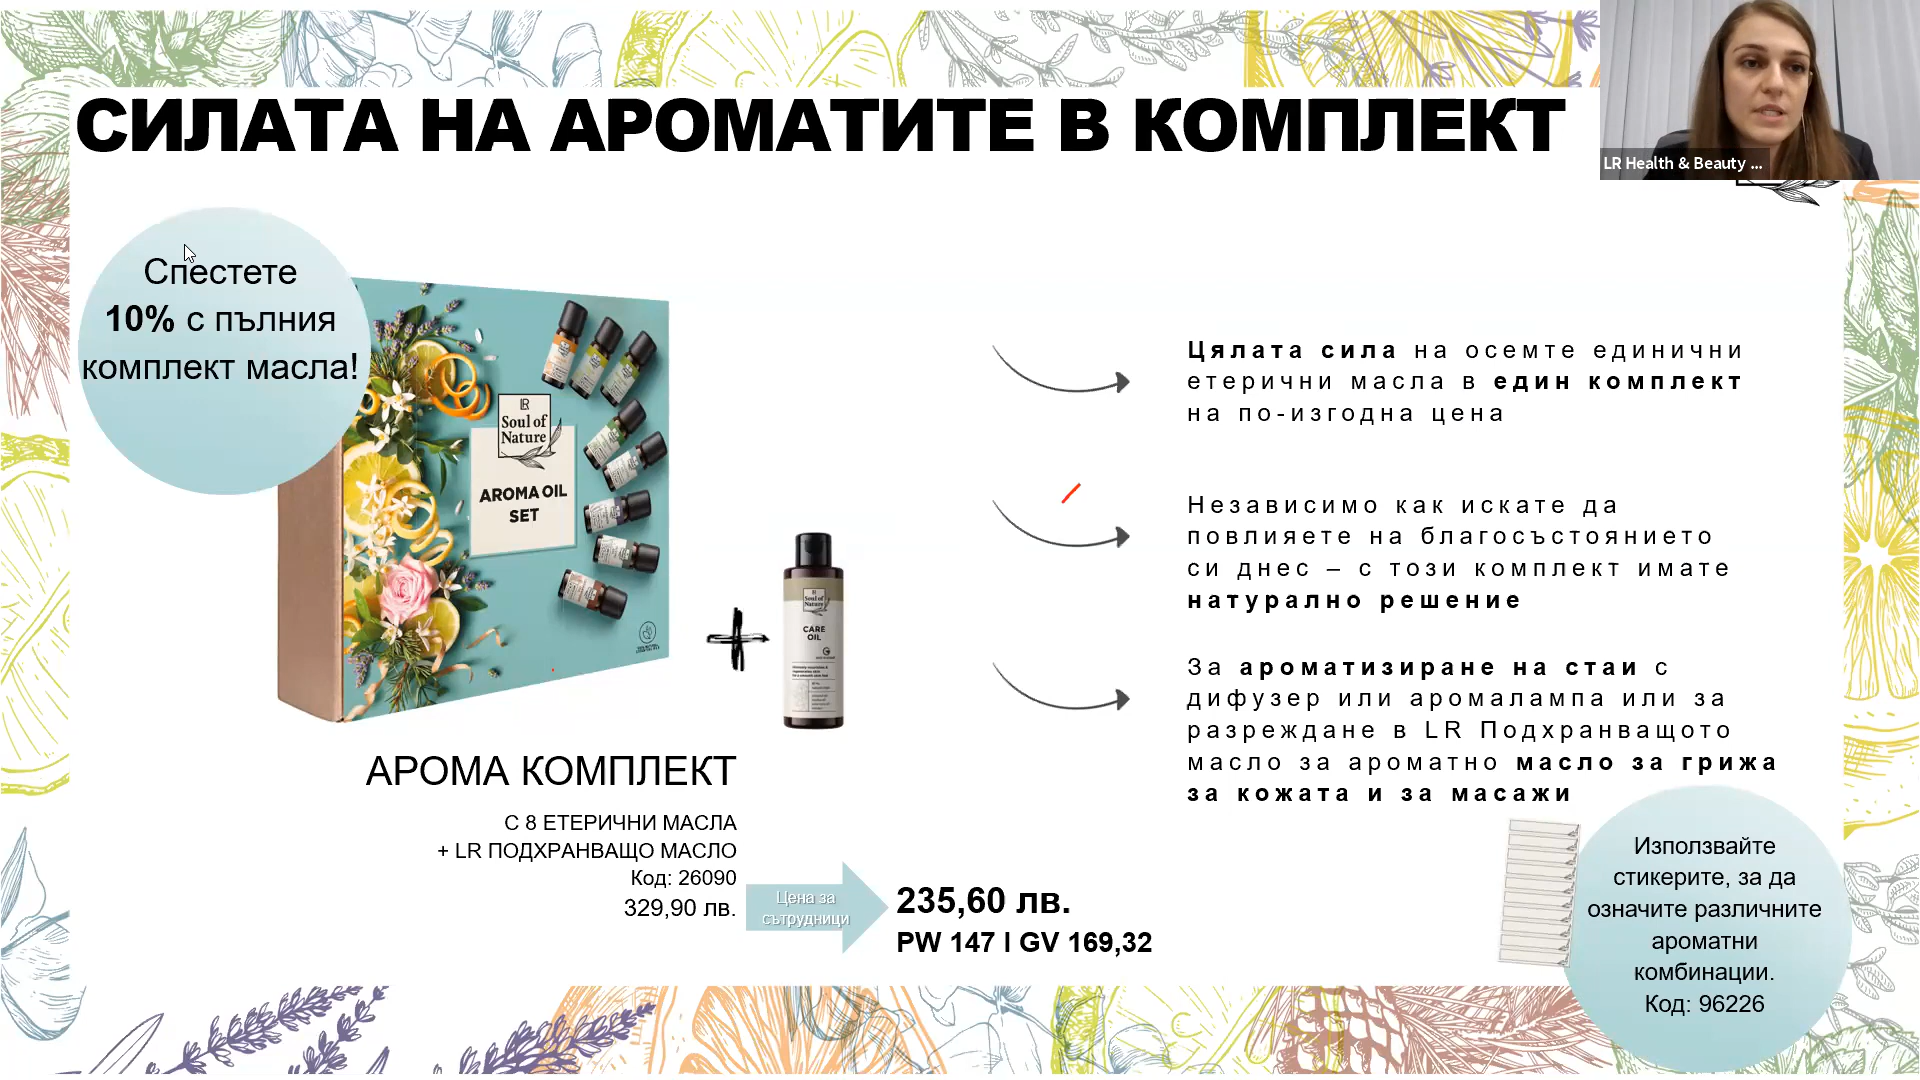 СИЛАТА НА АРОМАТИТЕ В КОМПЛЕКТ
LR Health & Beauty ...
Спестете
10% с пълния
комплект масла!
LR
Soul of
Nature
AROMA OIL
SET
LR
Soul of
Nature
CARE
OIL
Цялата сила на осемте единични
етерични масла в един комплект
на по-изгодна цена
Независимо как искате да
повлияете на благосъстоянието
си днес – с този комплект имате
натурално решение
За ароматизиране на стаи с
дифузер или аромалампа или за
разреждане в LR Подхранващото
масло за ароматно масло за грижа
за кожата и за масажи
АРОМА КОМПЛЕКТ
С 8 ЕТЕРИЧНИ МАСЛА
+ LR ПОДХРАНВАЩО МАСЛО
Код: 26090
329,90 лв.
Цена за
сътрудници
235,60 лв.
PW 147 I GV 169,32
Използвайте
стикерите, за да
означите различните
ароматни
комбинации.
Код: 96226